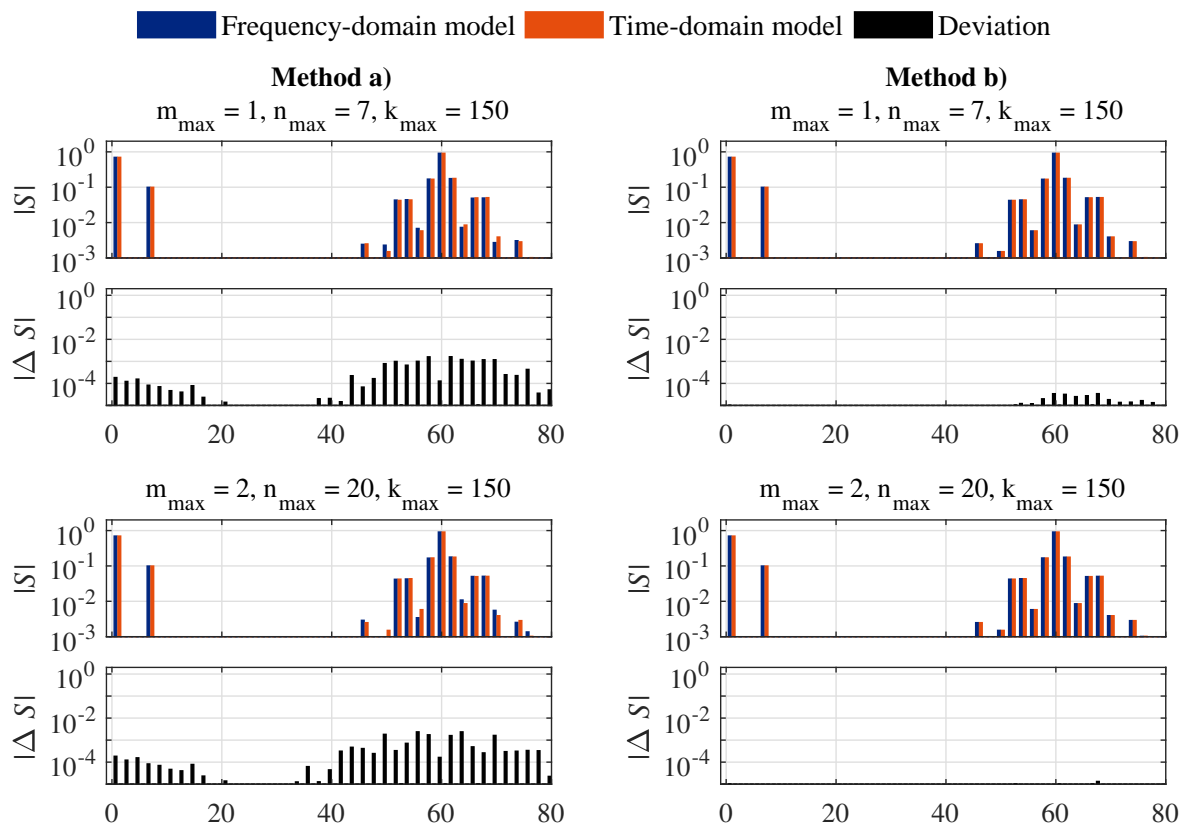 Frequency-domain model Time-domain model Deviation
Method a)
m_max = 1, n_max = 7, k_max = 150
|S|
10^0
10^-1
10^-2
10^-3
|Δ S|
10^0
10^-2
10^-4
0 20 40 60 80
Method b)
m_max = 1, n_max = 7, k_max = 150
|S|
10^0
10^-1
10^-2
10^-3
|Δ S|
10^0
10^-2
10^-4
0 20 40 60 80
m_max = 2, n_max = 20, k_max = 150
|S|
10^0
10^-1
10^-2
10^-3
|Δ S|
10^0
10^-2
10^-4
0 20 40 60 80
m_max = 2, n_max = 20, k_max = 150
|S|
10^0
10^-1
10^-2
10^-3
|Δ S|
10^0
10^-2
10^-4
0 20 40 60 80